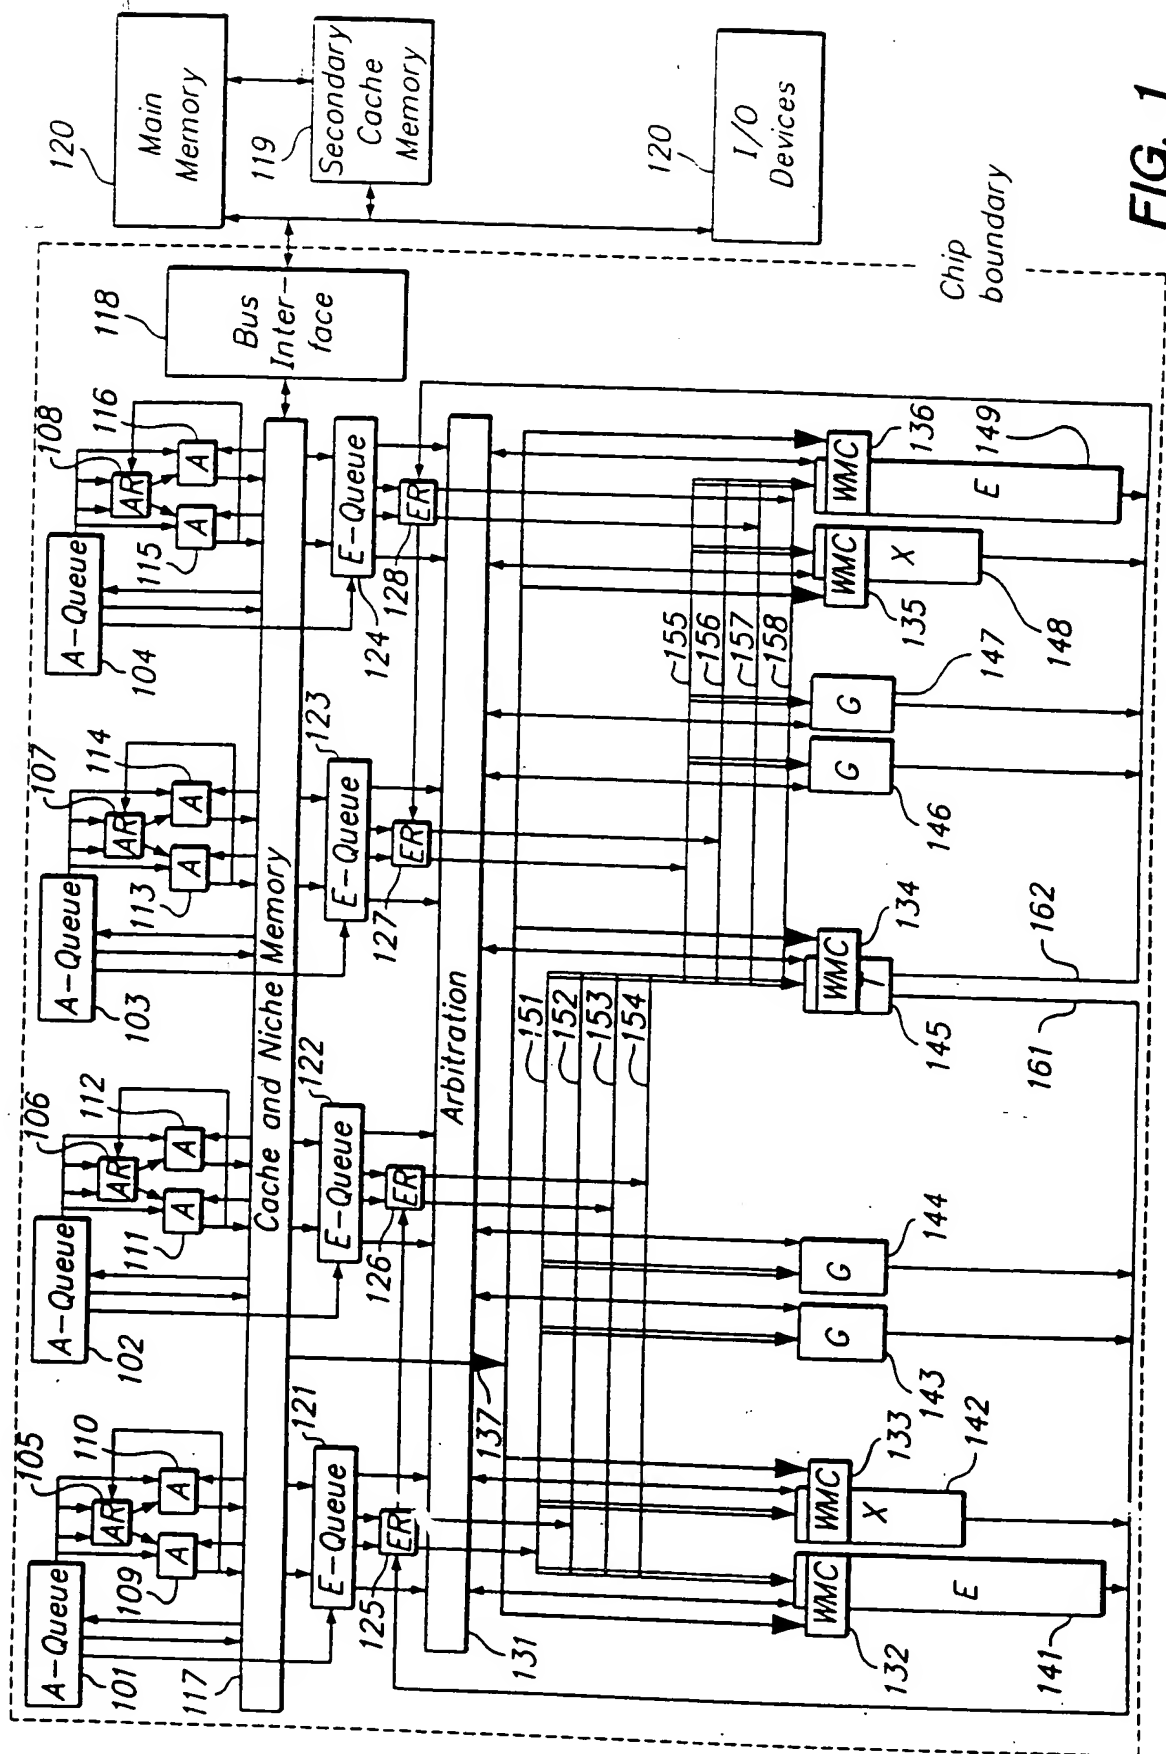 A-Queue
A-Queue
A-Queue
A-Queue
101
105
102
106
103
107
104
108
120
AR
AR
AR
AR
Main
Memory
109
110
111
112
113
114
115
116
118
A
A
A
A
A
A
A
A
117
Cache and Niche Memory
Bus
Inter-
face
119
Secondary
Cache
Memory
121
122
123
124
E-Queue
E-Queue
E-Queue
E-Queue
125
126
127
128
ER
ER
ER
ER
131
Arbitration
137
151
152
153
154
155
156
157
158
120
I/O
Devices
WMC
WMC
WMC
WMC
WMC
132
133
134
135
136
E
X
G
G
T
G
G
X
E
141
142
143
144
145
146
147
148
149
161
162
Chip
boundary
FIG. 1